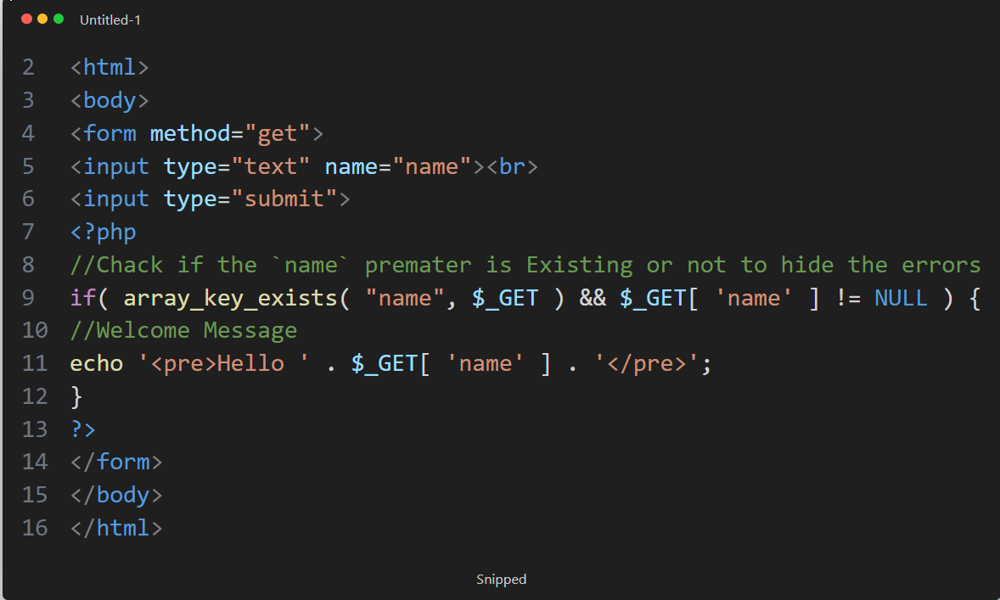 Untitled-1
2 <html>
3 <body>
4 <form method="get">
5 <input type="text" name="name"><br>
6 <input type="submit">
7 <?php
8 //Chack if the `name` premater is Existing or not to hide the errors
9 if( array_key_exists( "name", $_GET ) && $_GET[ 'name' ] != NULL ) {
10 //Welcome Message
11 echo '<pre>Hello ' . $_GET[ 'name' ] . '</pre>';
12 }
13 ?>
14 </form>
15 </body>
16 </html>
Snipped